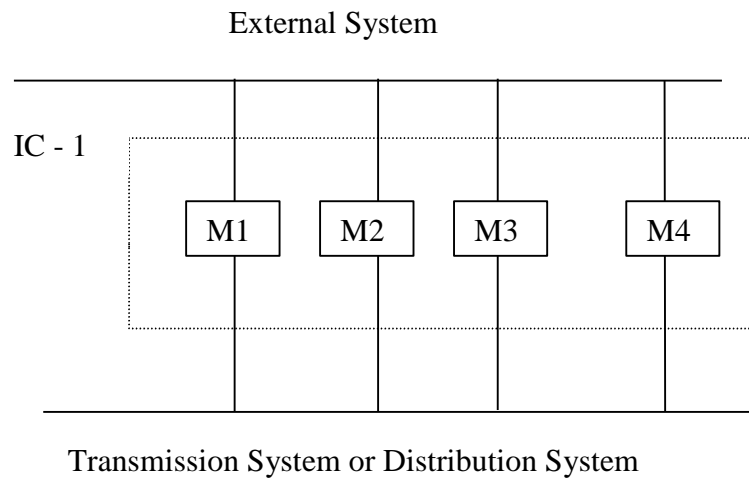 External System
IC - 1
M1 M2 M3 M4
Transmission System or Distribution System